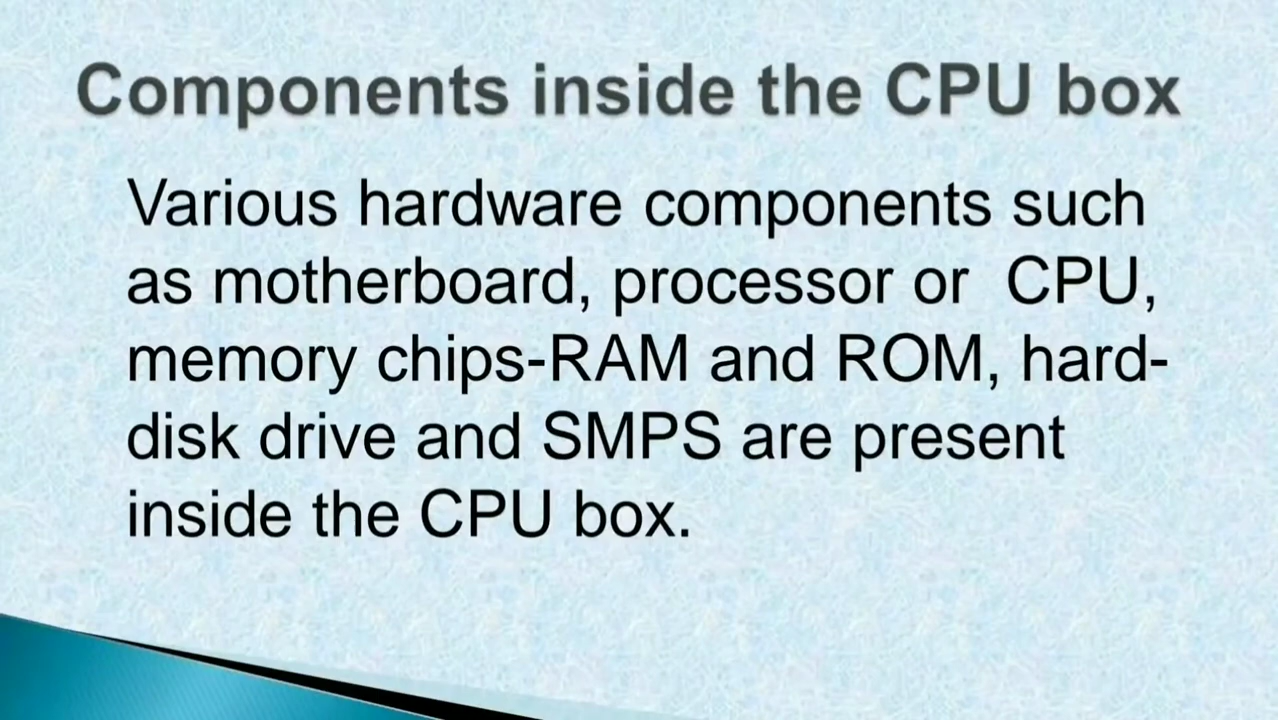 Components inside the CPU box
Various hardware components such
as motherboard, processor or  CPU,
memory chips-RAM and ROM, hard-
disk drive and SMPS are present
inside the CPU box.